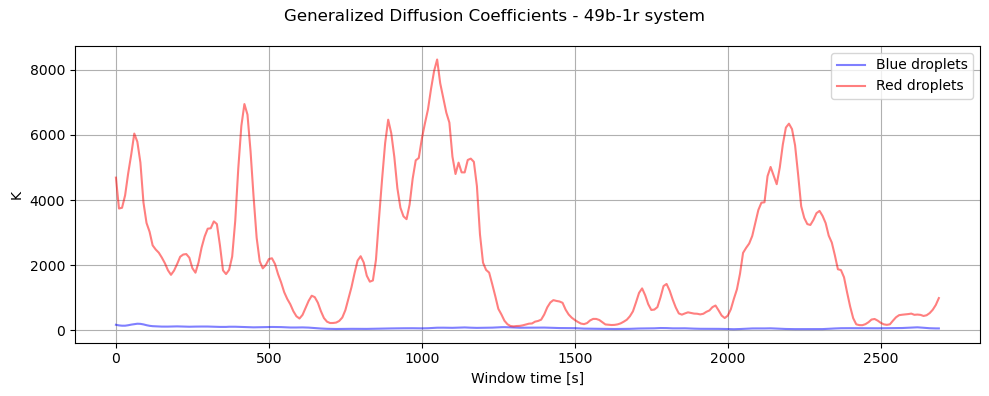 Generalized Diffusion Coefficients - 49b-1r system
Blue droplets
Red droplets
8000
6000
4000
2000
0
K
0 500 1000 1500 2000 2500
Window time [s]